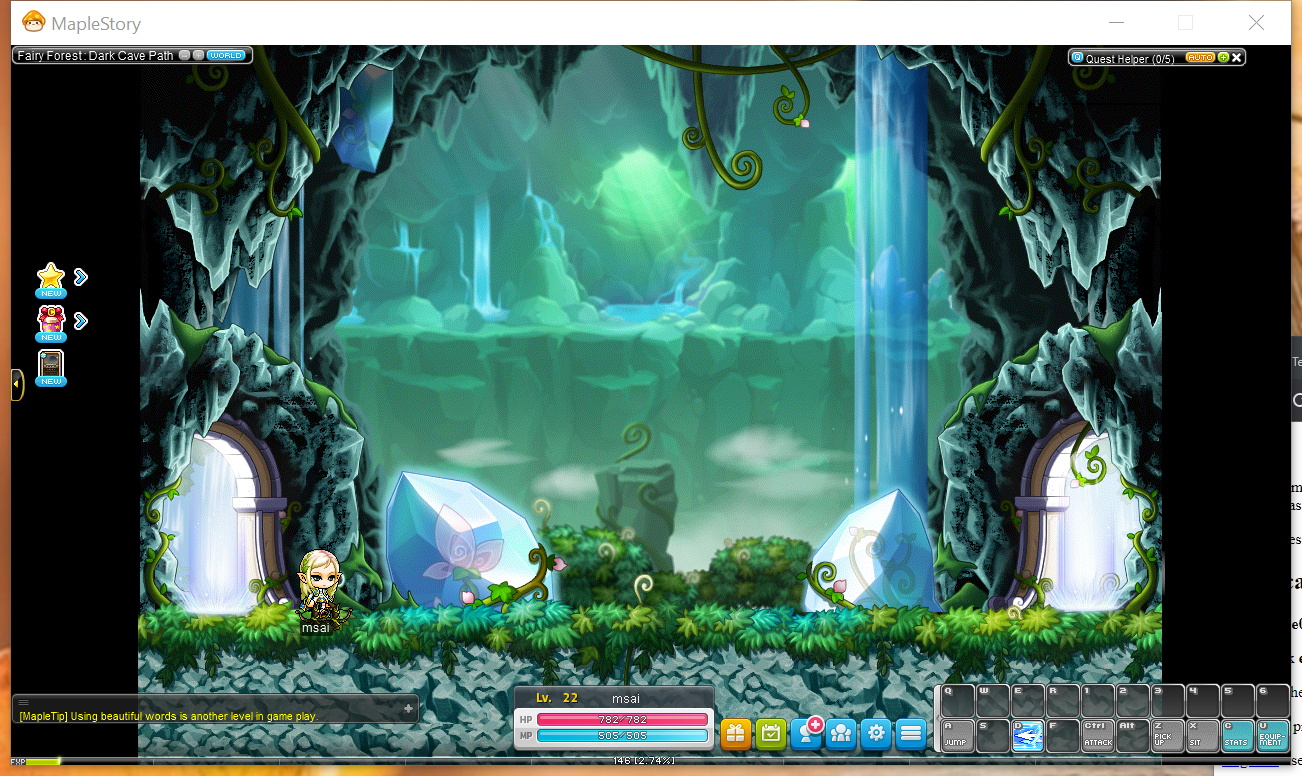 MapleStory
Fairy Forest: Dark Cave Path WORLD
Quest Helper (0/5) AUTO
NEW
NEW
NEW
msai
[MapleTip] Using beautiful words is another level in game play.
Lv. 22 msai
HP 782/782
MP 505/505
Q W E R 1 2 3 4 5 6
A JUMP S D F Ctrl ATTACK Alt Z PICK UP X SIT C STATS U EQUIP-MENT
EXP 146 [2.74%]